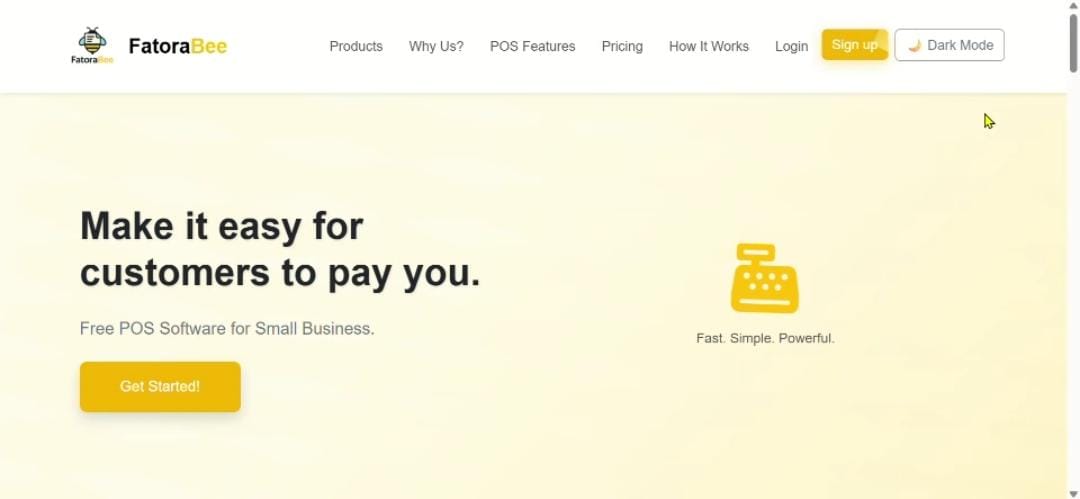 FatoraBee
FatoraBee
Products
Why Us?
POS Features
Pricing
How It Works
Login
Sign up
🌙 Dark Mode
Make it easy for
customers to pay you.
Free POS Software for Small Business.
Get Started!
Fast. Simple. Powerful.